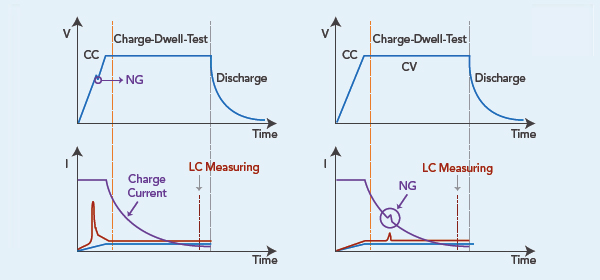 V
Charge-Dwell-Test
CC
NG
Discharge
Time
I
LC Measuring
Charge
Current
Time
V
Charge-Dwell-Test
CC
CV
Discharge
Time
I
LC Measuring
NG
Time